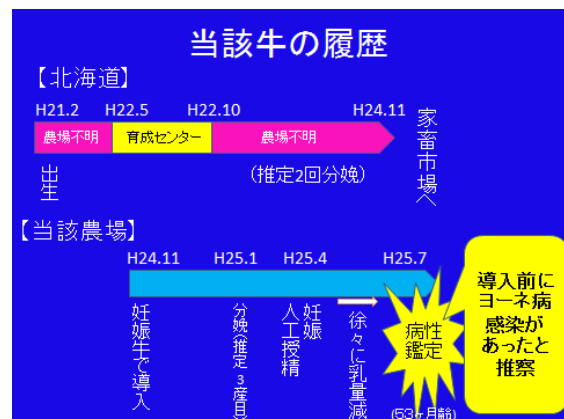 当該牛の履歴
【北海道】
H21.2 H22.5 H22.10 H24.11
農場不明 育成センター 農場不明
出生
(推定2回分娩)
家畜市場へ
【当該農場】
H24.11 H25.1 H25.4 H25.7
妊娠牛で導入
分娩(推定3産目)
人工授精
妊娠
徐々に乳量減
病性
鑑定
(53ヶ月齢)
導入前に
ヨーネ病
感染が
あったと
推察